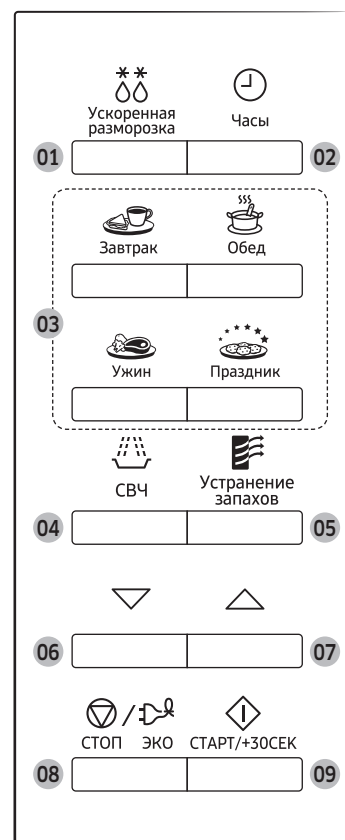 Ускоренная
разморозка
Часы
01
02
Завтрак
Обед
03
Ужин
Праздник
СВЧ
Устранение
запахов
04
05
06
07
СТОП
ЭКО
СТАРТ/+30СЕК
08
09